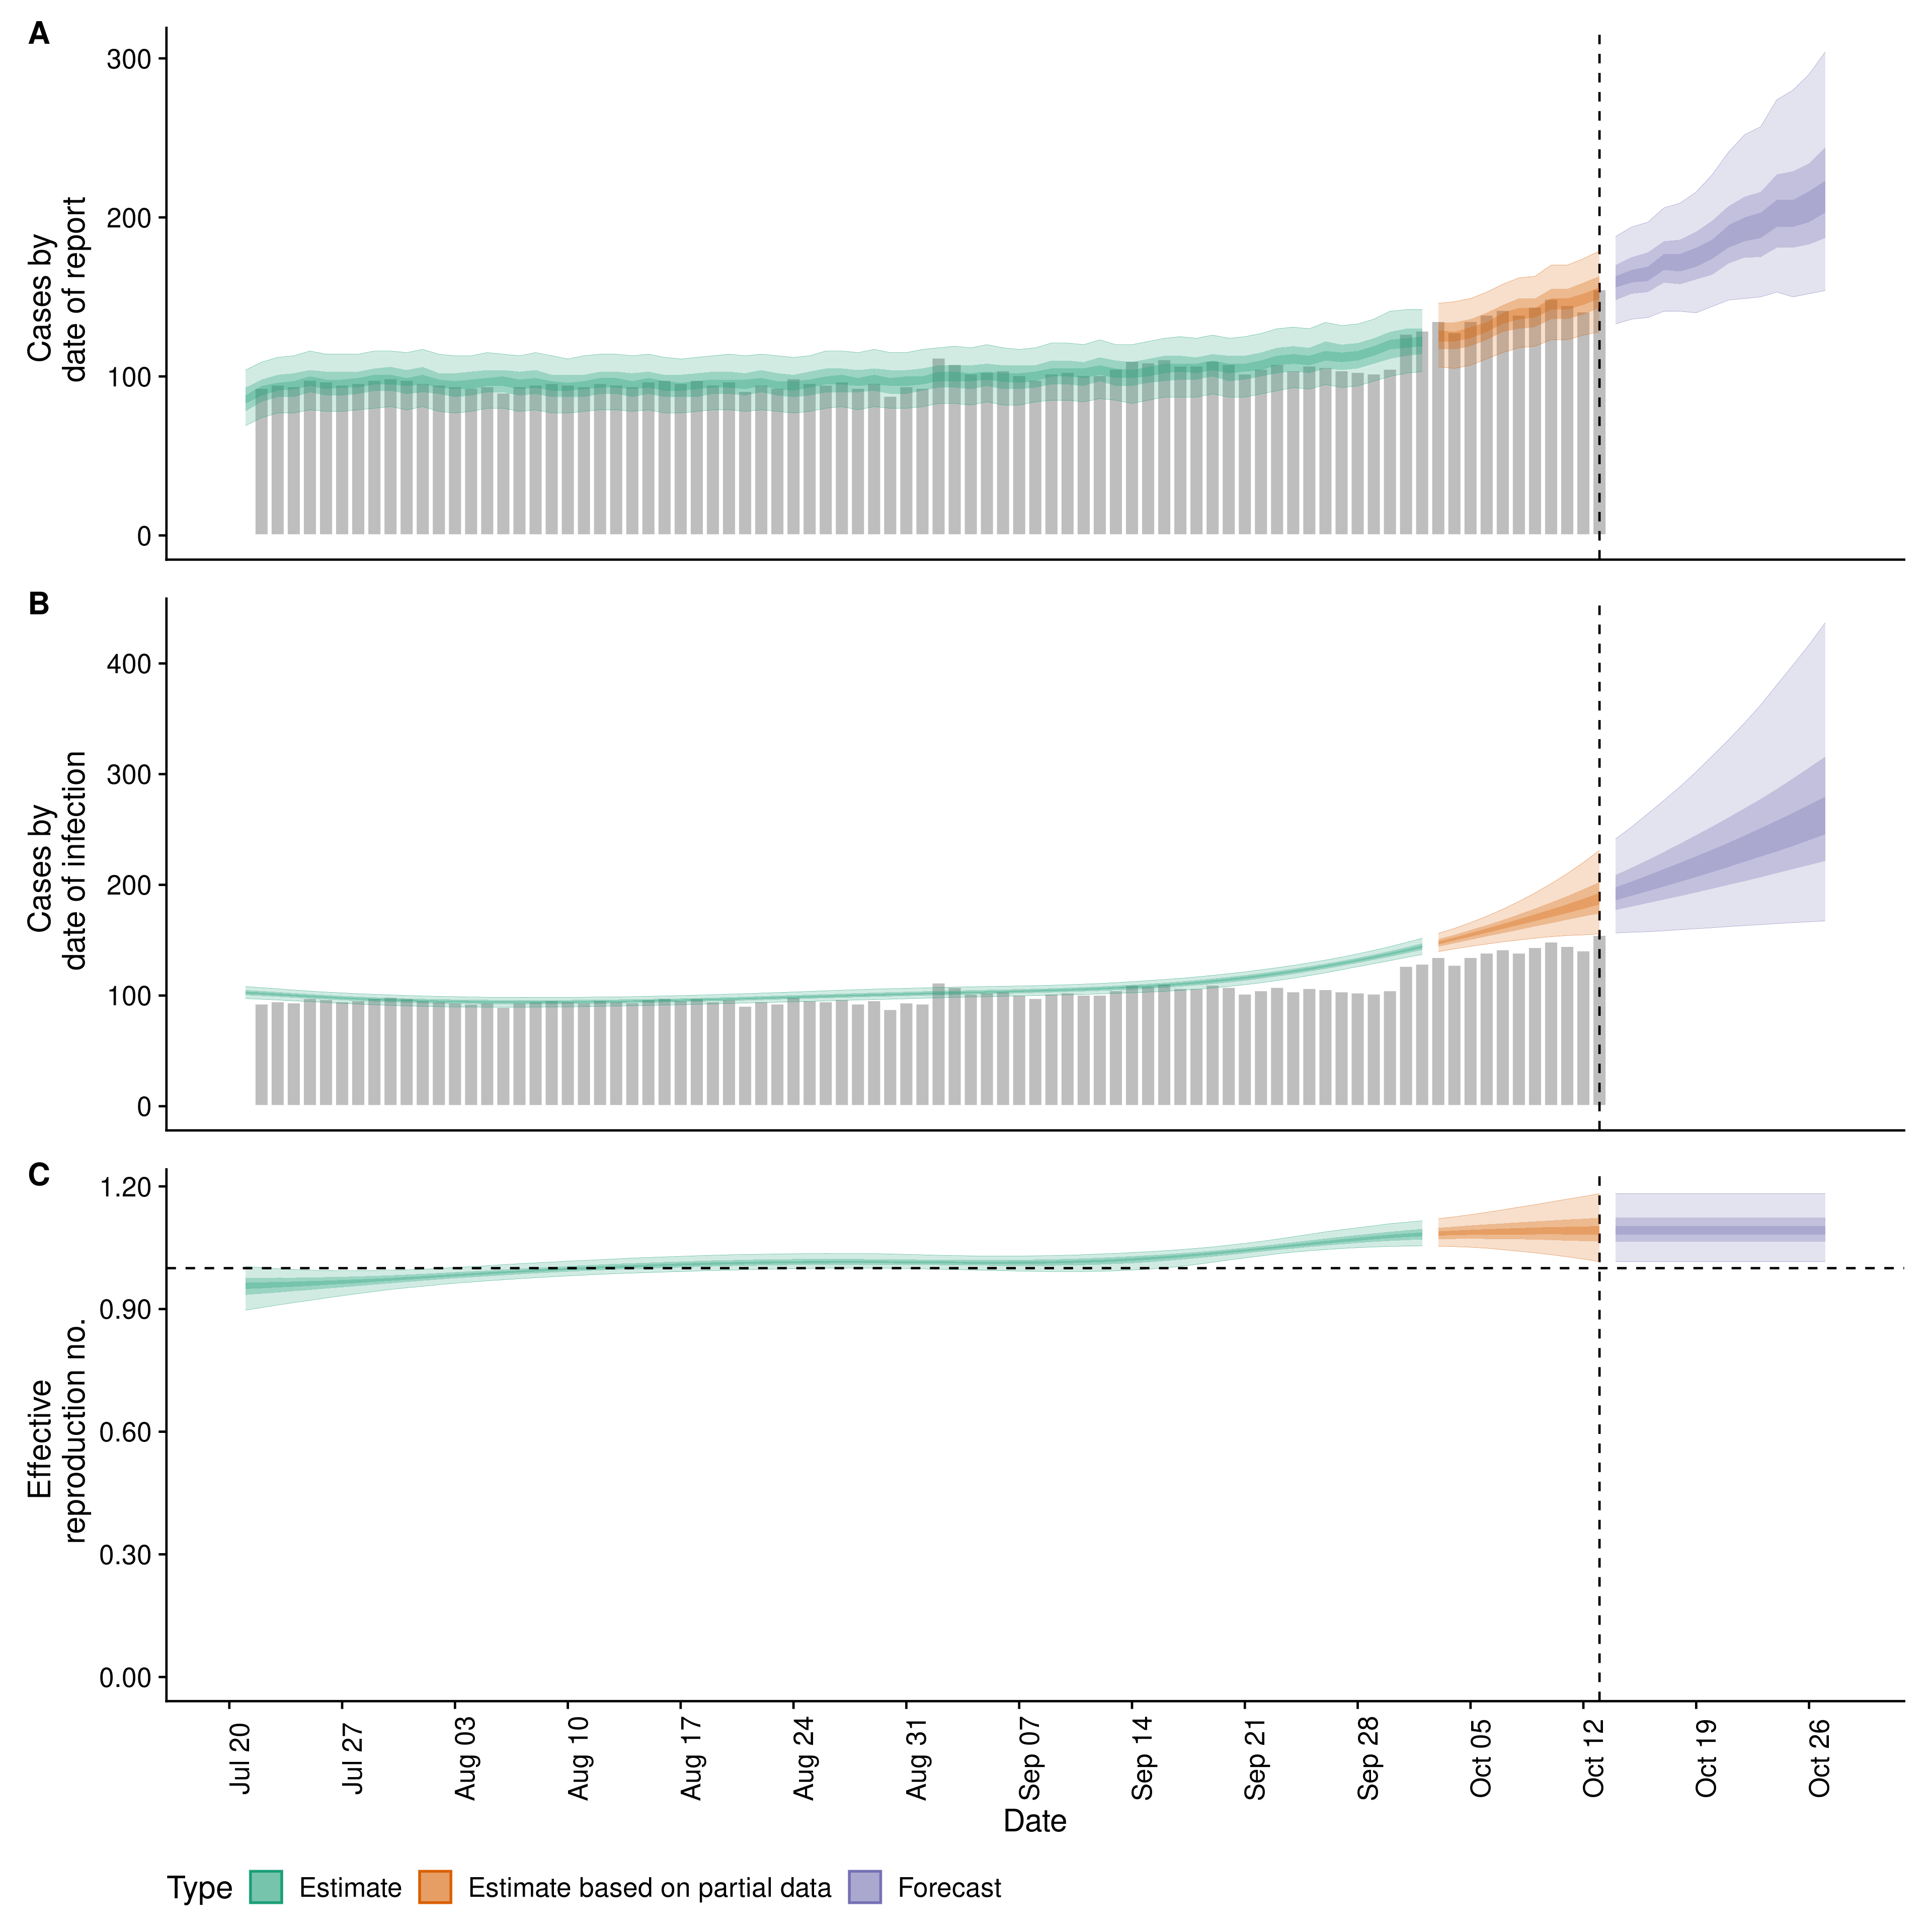 A
300
200
100
0
Cases by
date of report
B
400
300
200
100
0
Cases by
date of infection
C
1.20
0.90
0.60
0.30
0.00
Effective
reproduction no.
Jul 20
Jul 27
Aug 03
Aug 10
Aug 17
Aug 24
Aug 31
Sep 07
Sep 14
Sep 21
Sep 28
Oct 05
Oct 12
Oct 19
Oct 26
Date
Type Estimate Estimate based on partial data Forecast